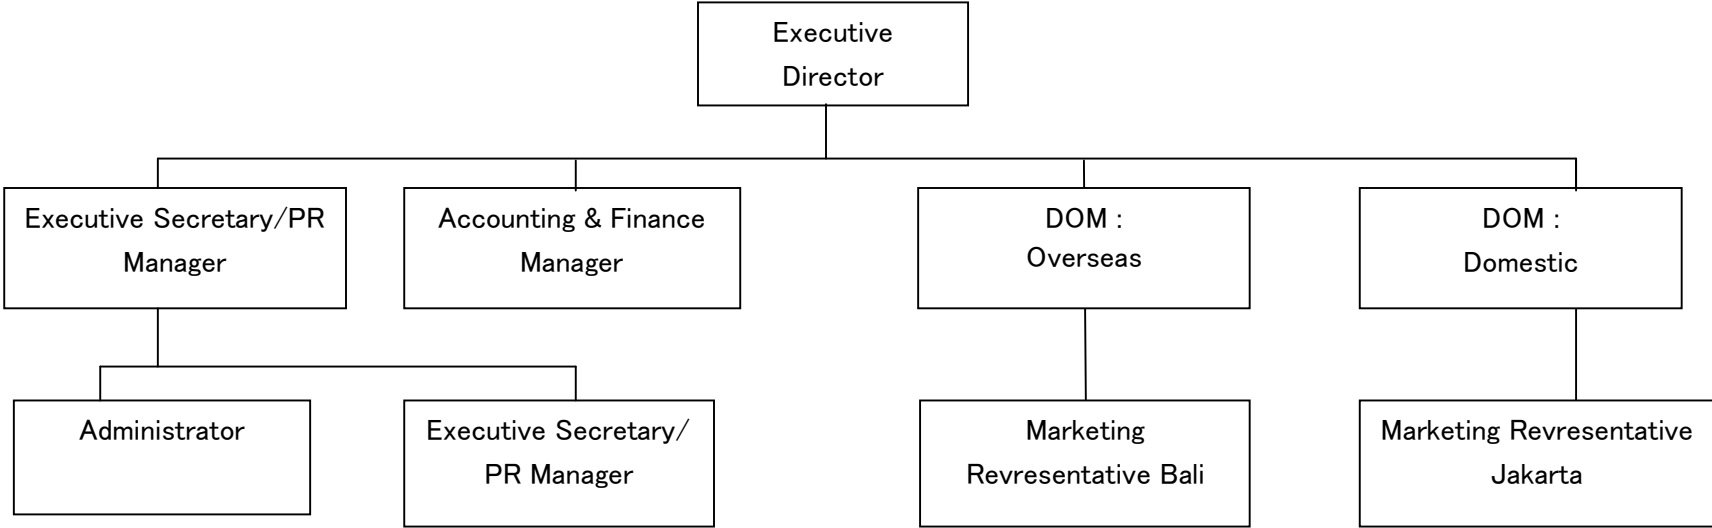 Executive
Director
Executive Secretary/PR
Manager
Accounting & Finance
Manager
DOM :
Overseas
DOM :
Domestic
Administrator
Executive Secretary/
PR Manager
Marketing
Revresentative Bali
Marketing Revresentative
Jakarta